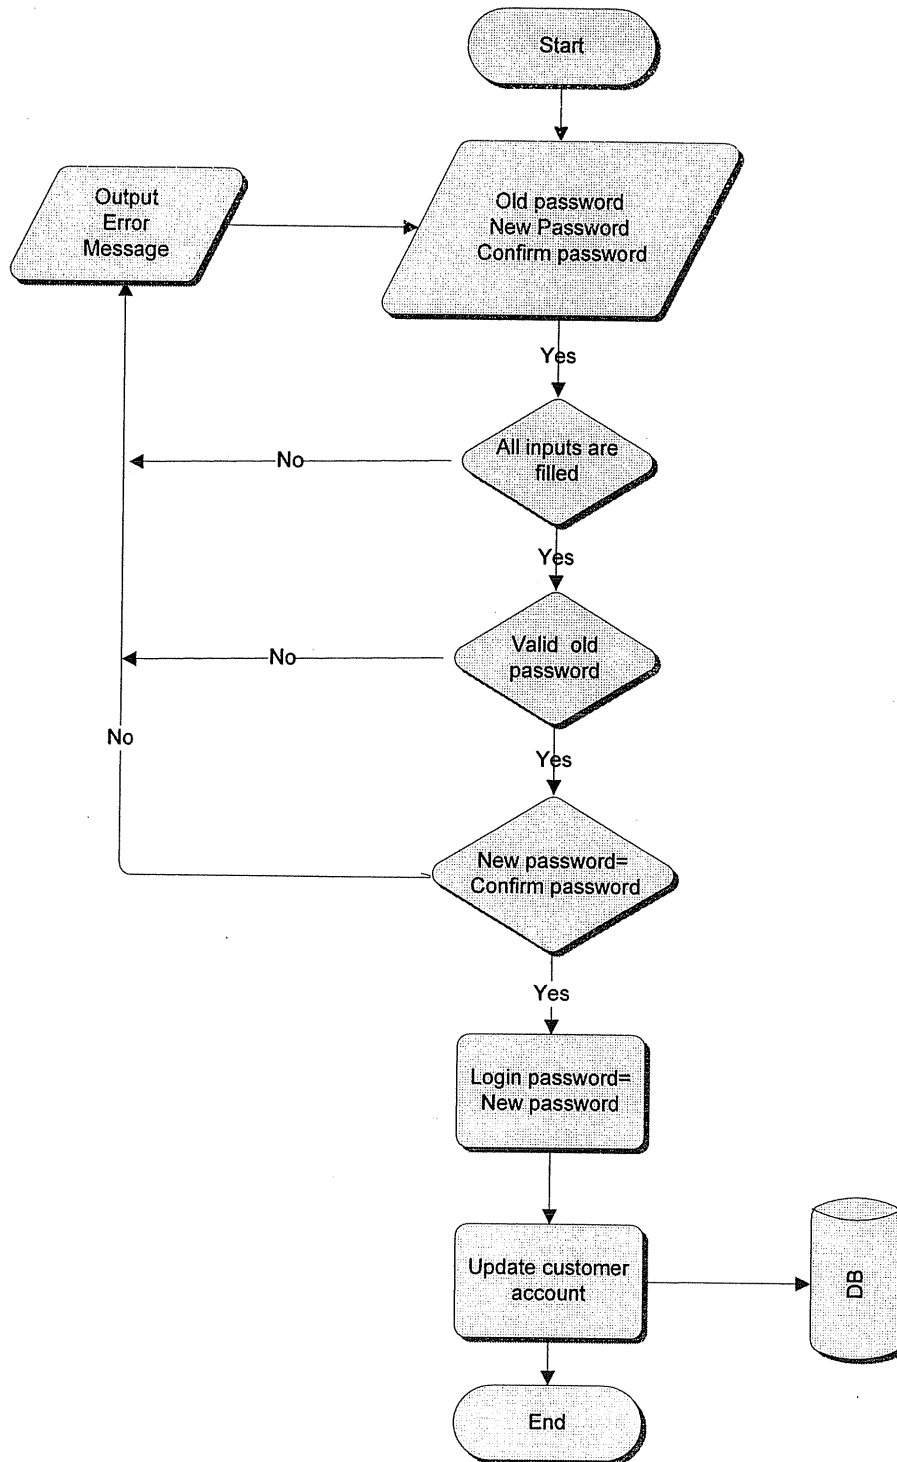 Start
Output
Error
Message
Old password
New Password
Confirm password
Yes
All inputs are
filled
No
Yes
Valid old
password
No
Yes
No
New password=
Confirm password
Yes
Login password=
New password
Update customer
account
DB
End